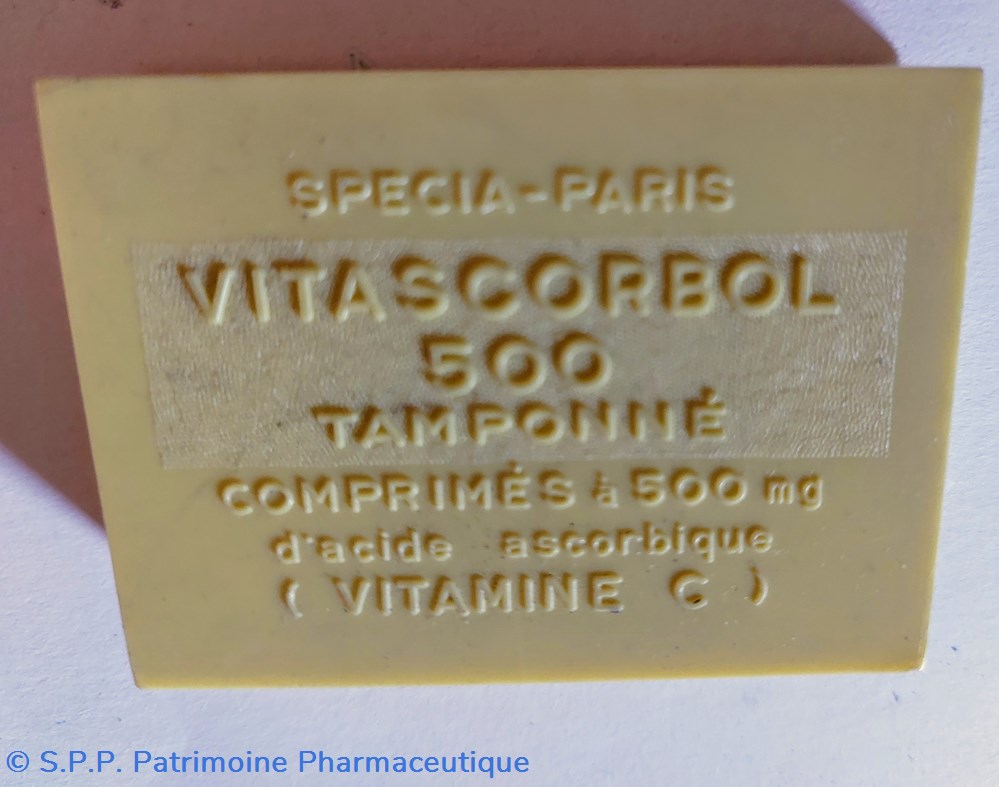 SPECIA-PARIS
VITASCORBOL
500
TAMPONNÉ
COMPRIMÉS à 500 mg
d'acide ascorbique
( VITAMINE C )
© S.P.P. Patrimoine Pharmaceutique